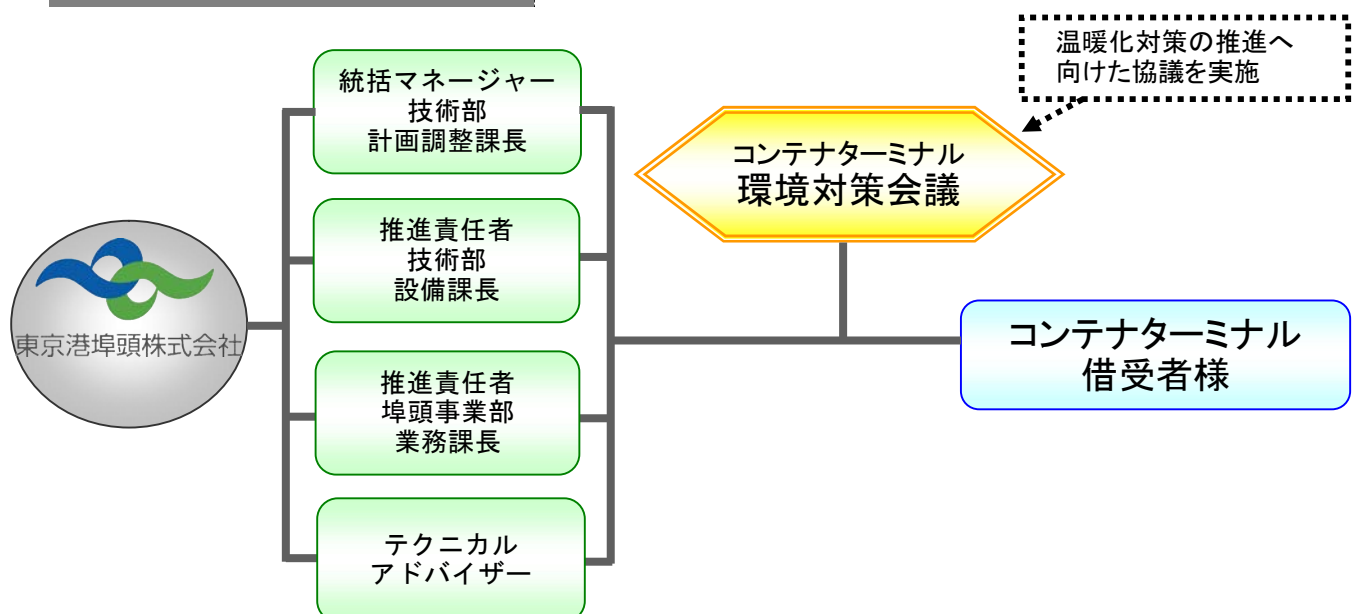 温暖化対策の推進へ
向けた協議を実施
統括マネージャー
技術部
計画調整課長
コンテナターミナル
環境対策会議
推進責任者
技術部
設備課長
東京港埠頭株式会社
コンテナターミナル
借受者様
推進責任者
埠頭事業部
業務課長
テクニカル
アドバイザー